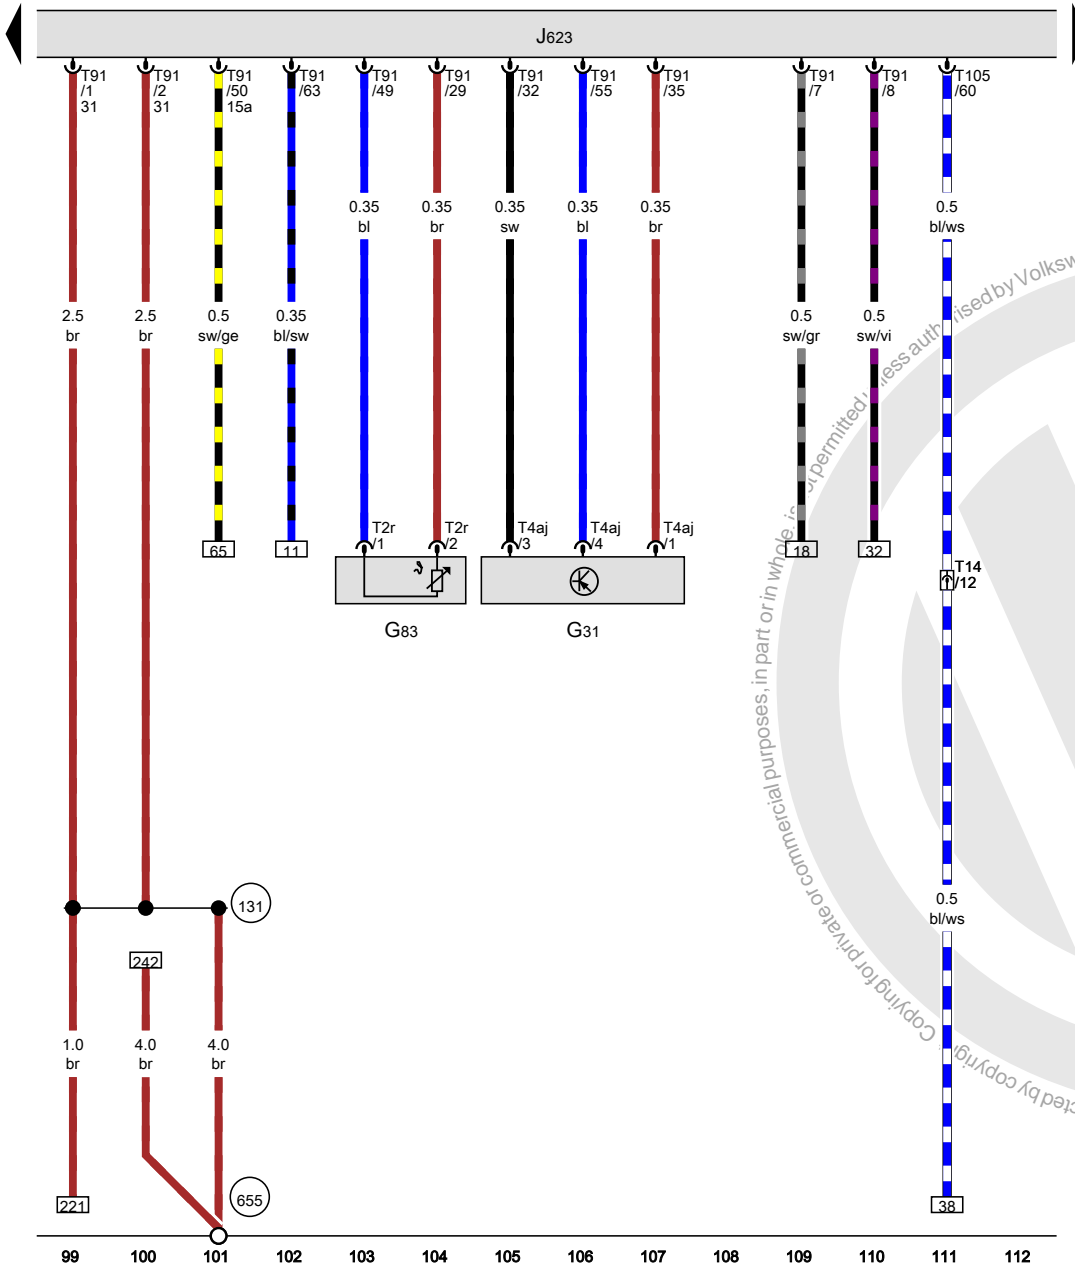 J623
T91 T91 T91 T91 T91 T91 T91 T91 T91 T91 T91 T105
/1 /2 /50 /63 /49 /29 /32 /55 /35 /7 /8 /60
31 31 15a
0.35 0.35 0.35 0.35 0.35 0.5
bl br sw bl br bl/ws
2.5 2.5 0.5 0.35 0.5 0.5
br br sw/ge bl/sw sw/gr sw/vi
T2r T2r T4aj T4aj T4aj
/1 /2 /3 /4 /1
65 11 18 32
T14
/12
G83 G31
0.5
bl/ws
131
242
1.0 4.0 4.0
br br br
655
221 38
99 100 101 102 103 104 105 106 107 108 109 110 111 112
cted by copyrig Copying for private or commercial purposes, in part or in whole, is permitted less auth ised by Volksw